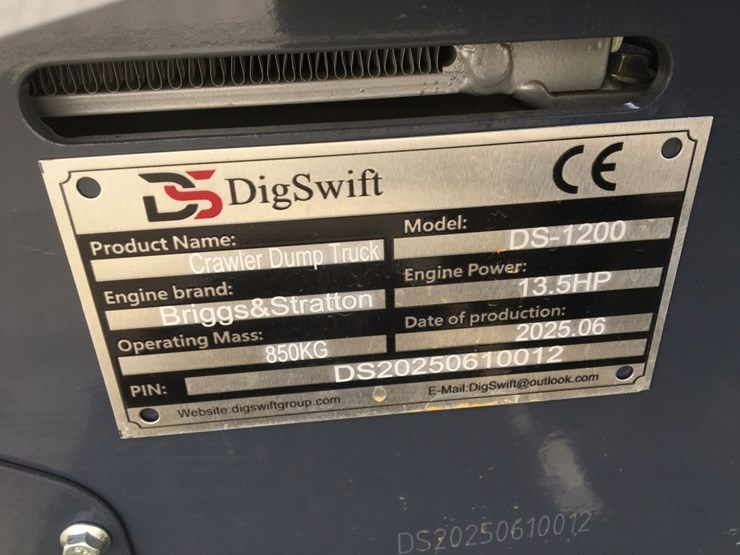 DS DigSwift CE
Product Name: Crawler Dump Truck
Model: DS-1200
Engine brand: Briggs&Stratton
Engine Power: 13.5HP
Operating Mass: 850KG
Date of production: 2025.06
PIN: DS20250610012
Website:digswiftgroup.com
E-Mail:DigSwift@outlook.com
DS20250610012